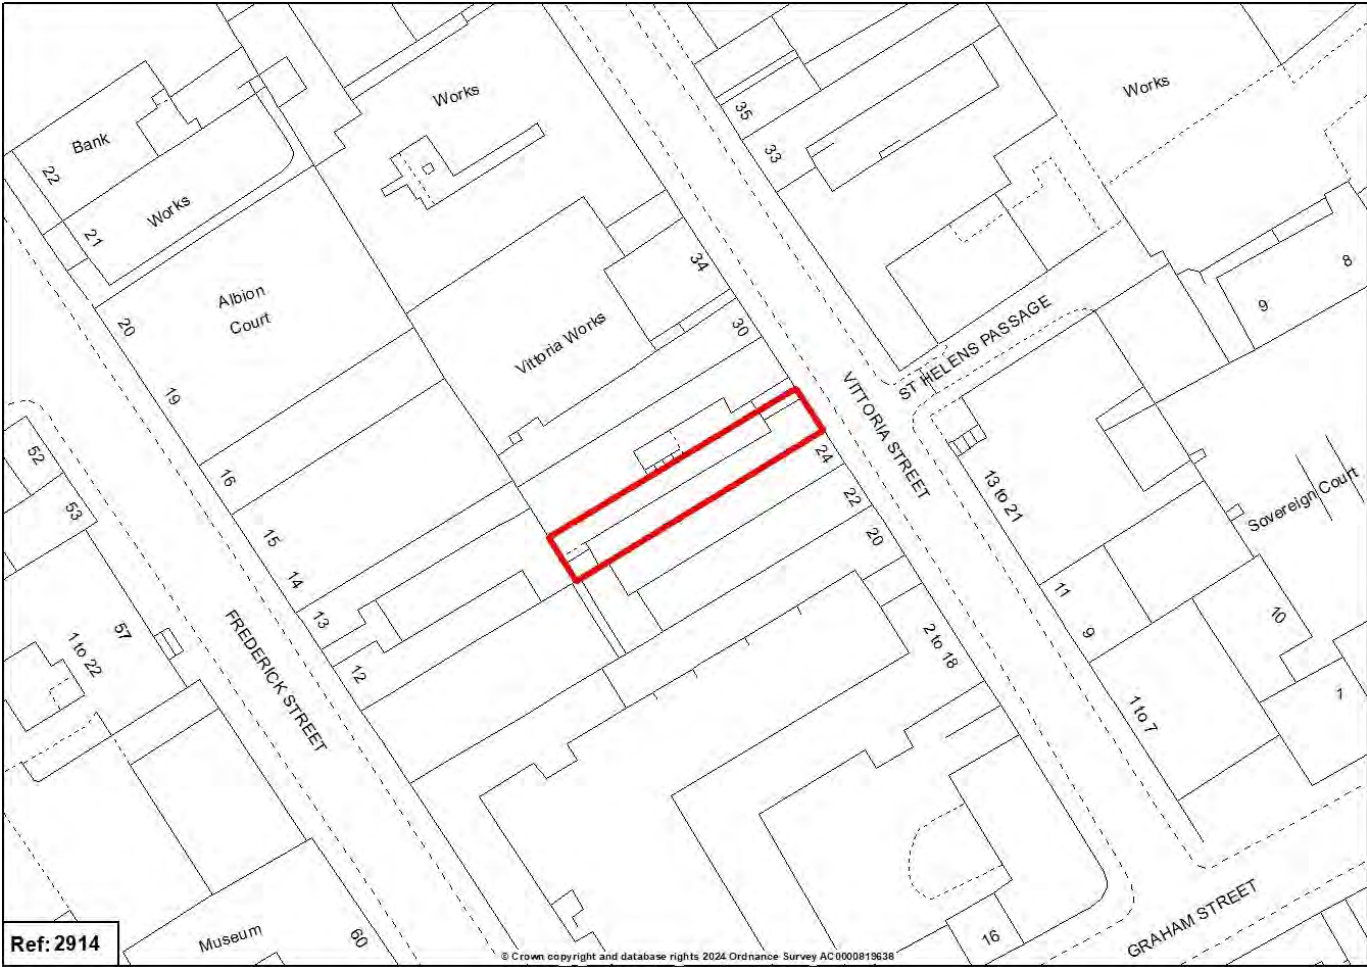 Works
Works
35
33
Bank
22
Works
21
34
Albion
Court
ST HELENS PASSAGE
8
9
20
30
Vittoria Works
VITTORIA STREET
19
52
24
16
22
13 to 21
Sovereign Court
53
15
20
14
11
13
9
10
57
1 to 22
12
2 to 18
FREDERICK STREET
1 to 7
7
GRAHAM STREET
Museum
60
16
Ref: 2914
© Crown copyright and database rights 2024 Ordnance Survey AC0000819638